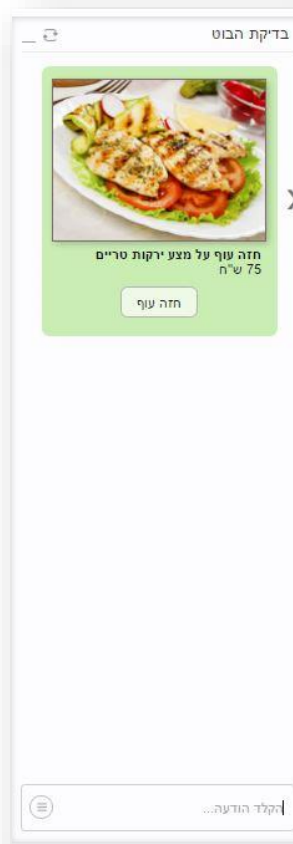 בדיקת הבוט
חזה עוף על מצע ירקות טריים
75 ש"ח
חזה עוף
הקלד הודעה...